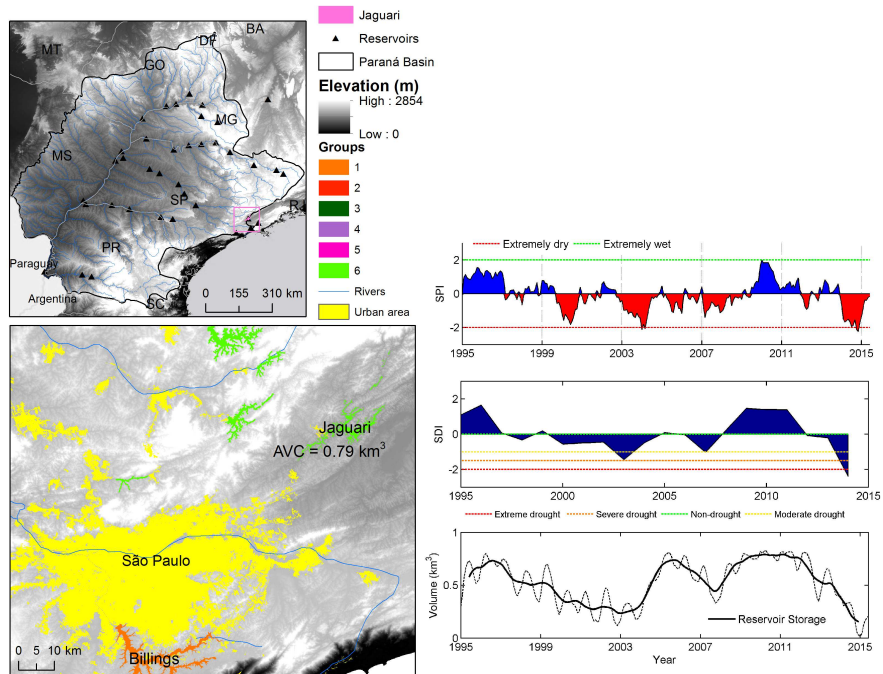 Jaguari
Reservoirs
Paraná Basin
Elevation (m)
High : 2854
Low : 0
Groups
1
2
3
4
5
6
Rivers
Urban area
BA
DF
MT
GO
MG
MS
SP
RJ
PR
Paraguay
Argentina
SC
0 155 310 km
Jaguari
AVC = 0.79 km³
São Paulo
Billings
0 5 10 km
Extremely dry
Extremely wet
SPI
2
0
-2
1995 1999 2003 2007 2011 2015
SDI
2
0
-2
1995 2000 2005 2010 2015
Extreme drought Severe drought Non-drought Moderate drought
Volume (km³)
1
0.5
0
Reservoir Storage
1995 1999 2003 2007 2011 2015
Year